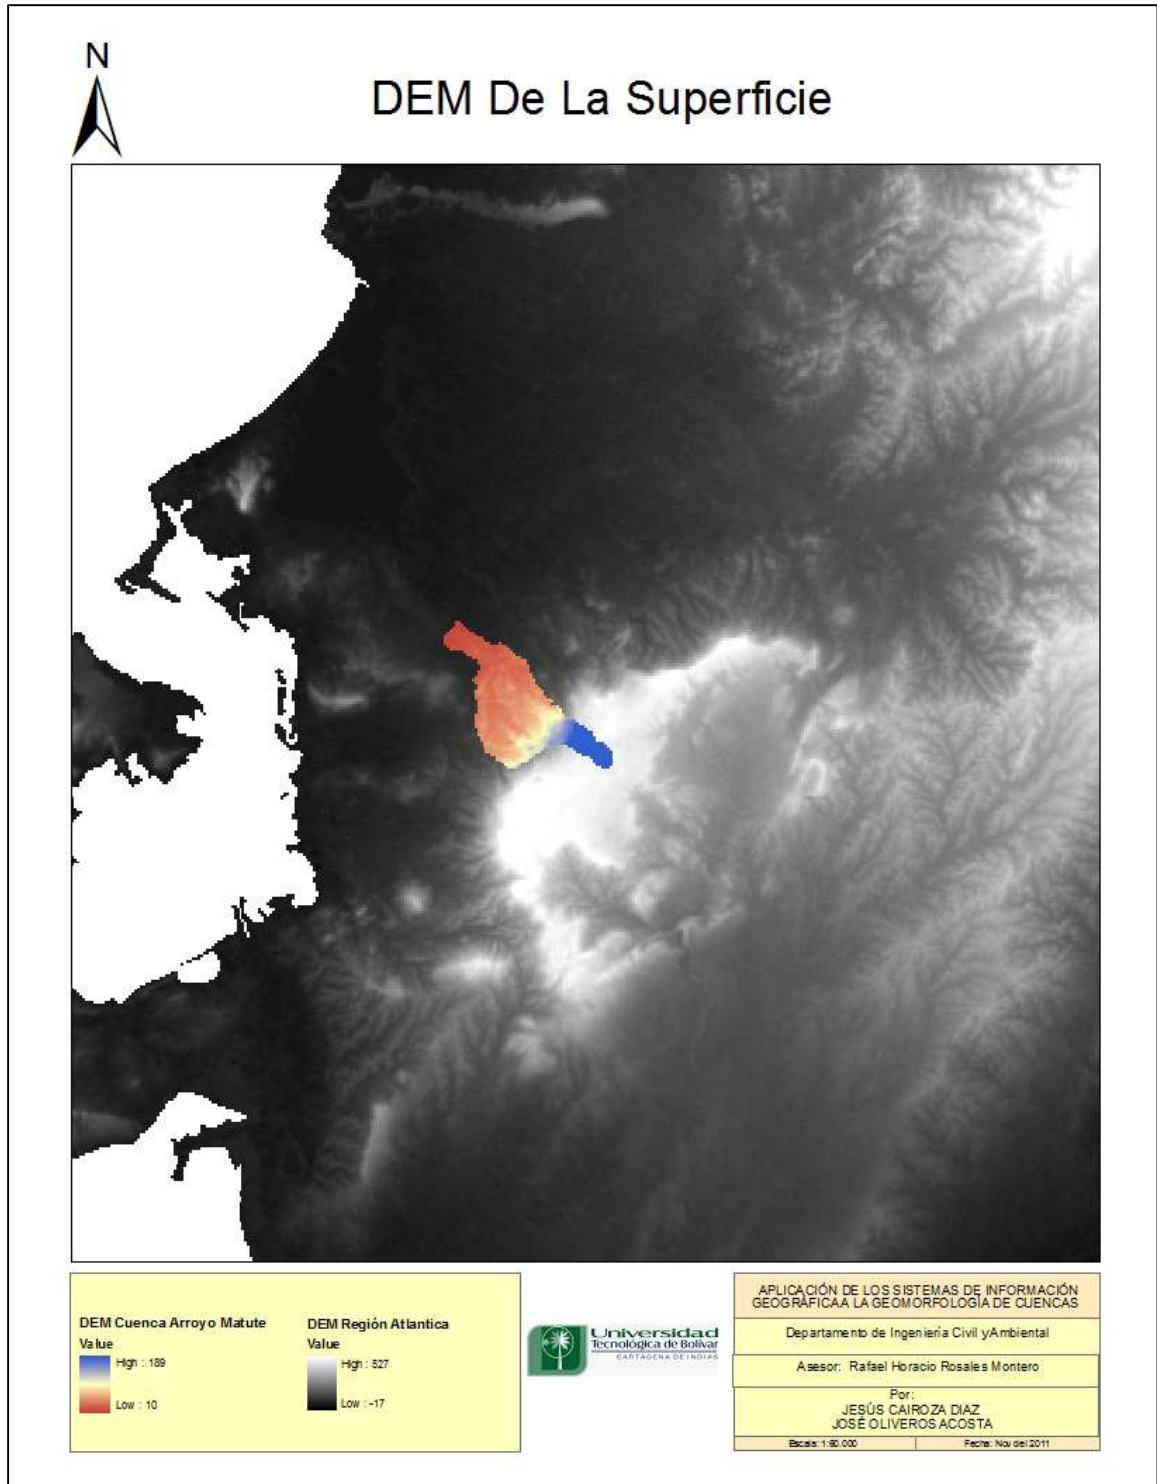 N
DEM De La Superficie
DEM Cuenca Arroyo Matute
Value
High : 189
Low : 10
DEM Región Atlantica
Value
High : 527
Low : -17
Universidad
Tecnológica de Bolívar
CARTAGENA DE INDIAS
APLICACIÓN DE LOS SISTEMAS DE INFORMACIÓN
GEOGRÁFICA A LA GEOMORFOLOGÍA DE CUENCAS
Departamento de Ingeniería Civil y Ambiental
Asesor: Rafael Horacio Rosales Montero
Por:
JESÚS CAIROZA DIAZ
JOSÉ OLIVEROS ACOSTA
Escala: 1:60.000
Fecha: Nov del 2011